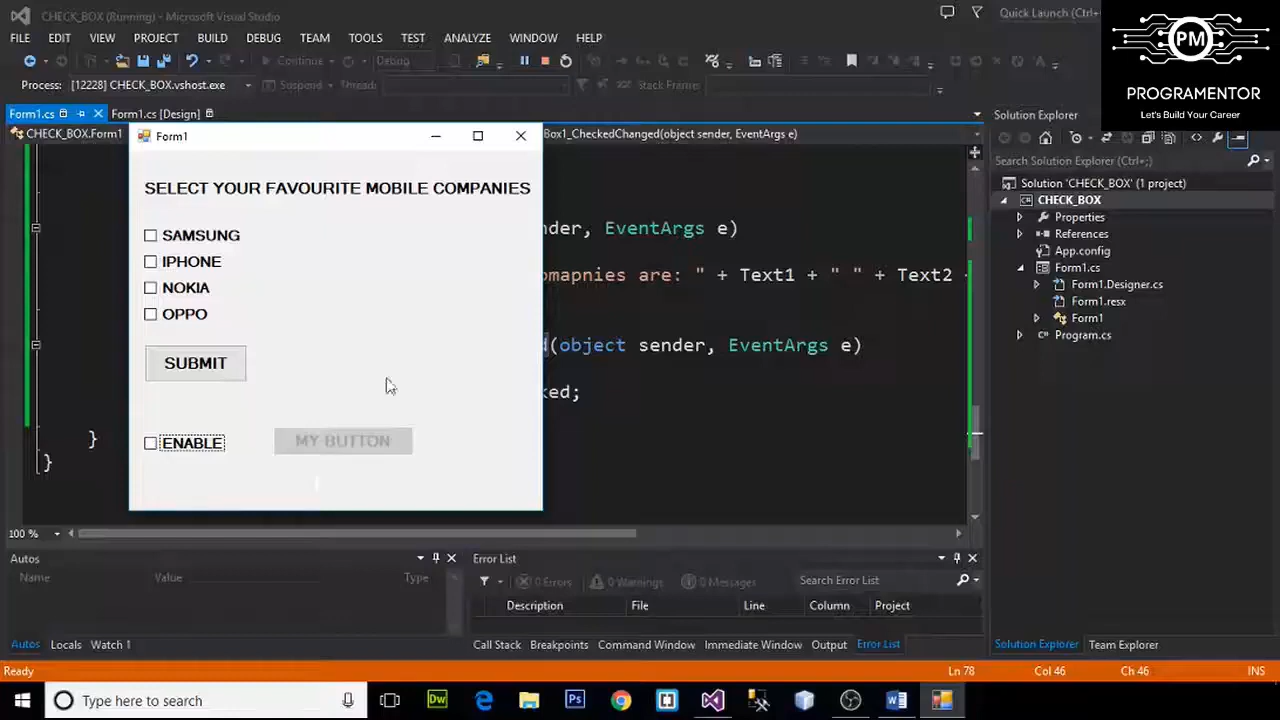 CHECK_BOX (Running) - Microsoft Visual Studio
Quick Launch (Ctrl+
FILE EDIT VIEW PROJECT BUILD DEBUG TEAM TOOLS TEST ANALYZE WINDOW HELP
PM
PROGRAMENTOR
Let's Build Your Career
Continue Debug
Process: [12228] CHECK_BOX.vshost.exe Suspend Thread: Stack Frame:
Form1.cs Form1.cs [Design]
CHECK_BOX.Form1
Box1_CheckedChanged(object sender, EventArgs e)
Form1
SELECT YOUR FAVOURITE MOBILE COMPANIES
SAMSUNG
IPHONE
NOKIA
OPPO
SUBMIT
ENABLE MY BUTTON
nder, EventArgs e)
omapnies are: " + Text1 + " " + Text2 +
d(object sender, EventArgs e)
ked;
}
}
Solution Explorer
Search Solution Explorer (Ctrl+;)
Solution 'CHECK_BOX' (1 project)
CHECK_BOX
Properties
References
App.config
Form1.cs
Form1.Designer.cs
Form1.resx
Form1
Program.cs
100 %
Autos
Name Value Type
Error List
0 Errors 0 Warnings 0 Messages Search Error List
Description File Line Column Project
Autos Locals Watch 1
Call Stack Breakpoints Command Window Immediate Window Output Error List
Solution Explorer Team Explorer
Ready Ln 78 Col 46 Ch 46 INS
Type here to search
Dw Ps W